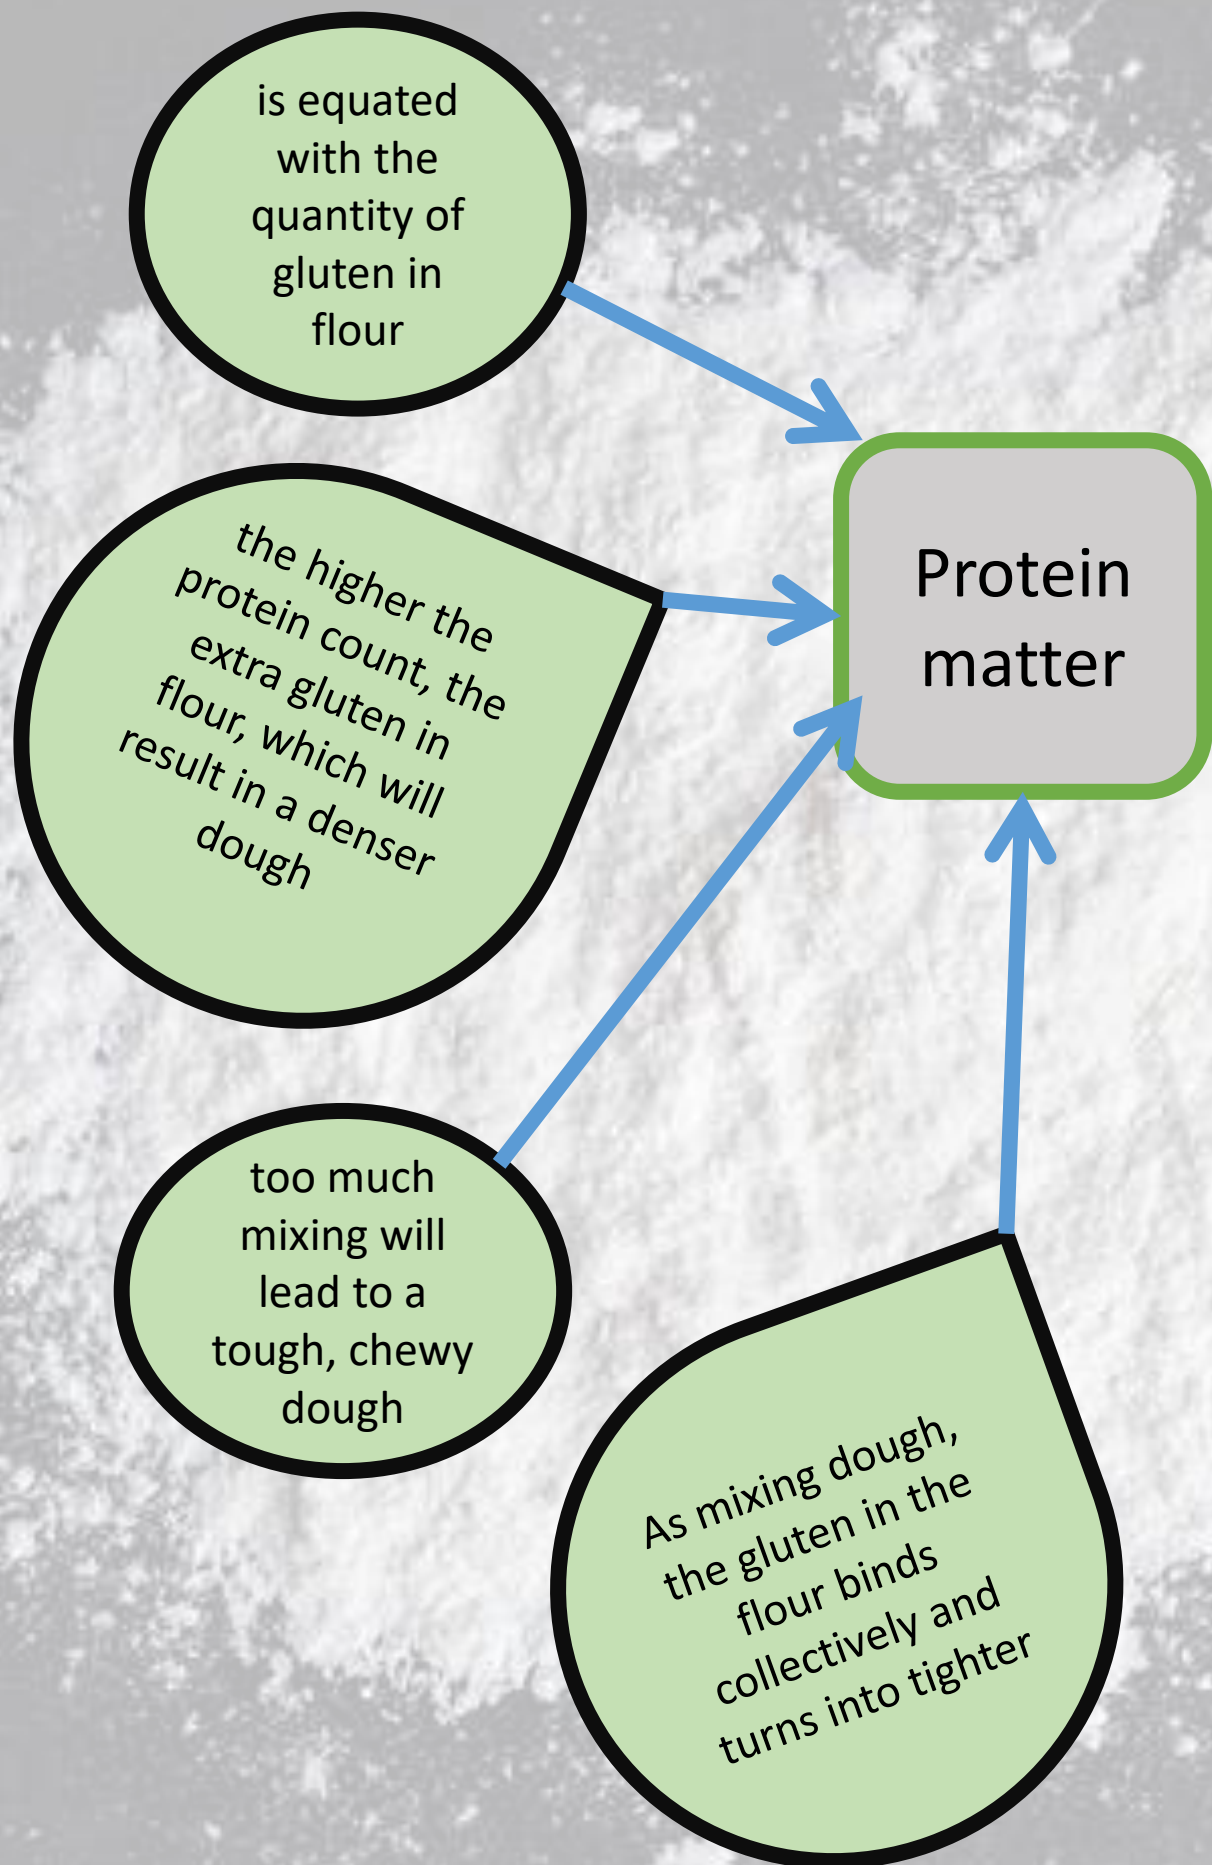 is equated
with the
quantity of
gluten in
flour
the higher the
protein count, the
extra gluten in
flour, which will
result in a denser
dough
Protein
matter
too much
mixing will
lead to a
tough, chewy
dough
As mixing dough,
the gluten in the
flour binds
collectively and
turns into tighter